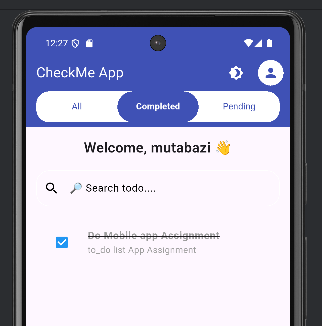 12:27
CheckMe App
All Completed Pending
Welcome, mutabazi 👋
🔎 Search todo....
Do Mobile app Assignment
to_do list App Assignment